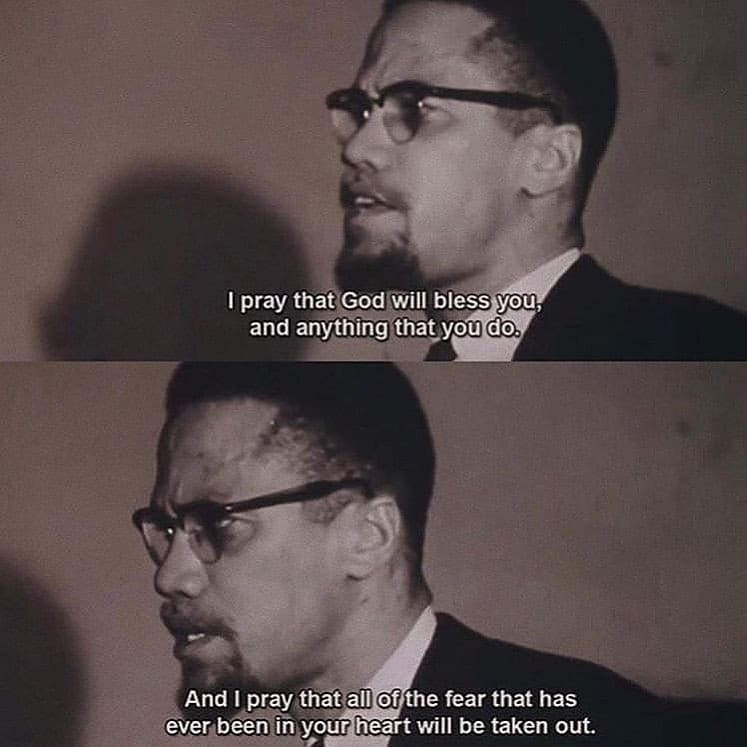 I pray that God will bless you,
and anything that you do.
And I pray that all of the fear that has
ever been in your heart will be taken out.